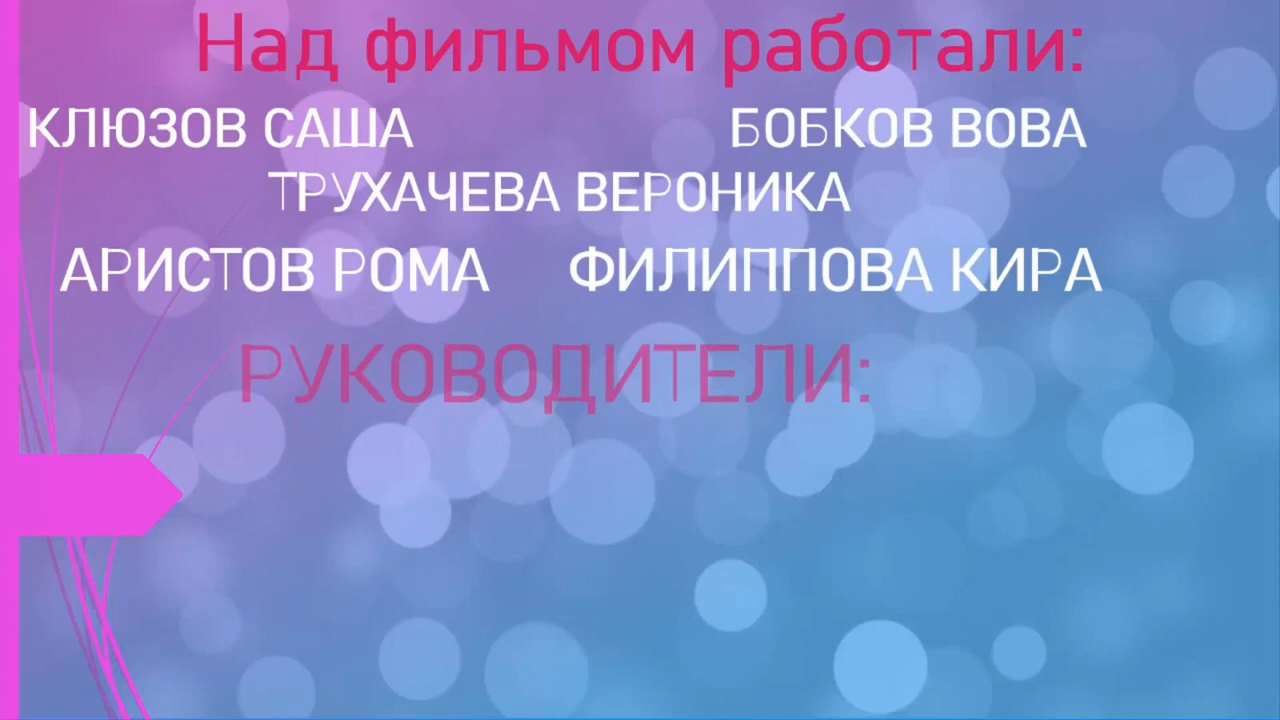 Над фильмом работали:
КЛЮЗОВ САША БОБКОВ ВОВА
ТРУХАЧЕВА ВЕРОНИКА
АРИСТОВ РОМА ФИЛИППОВА КИРА
РУКОВОДИТЕЛИ: